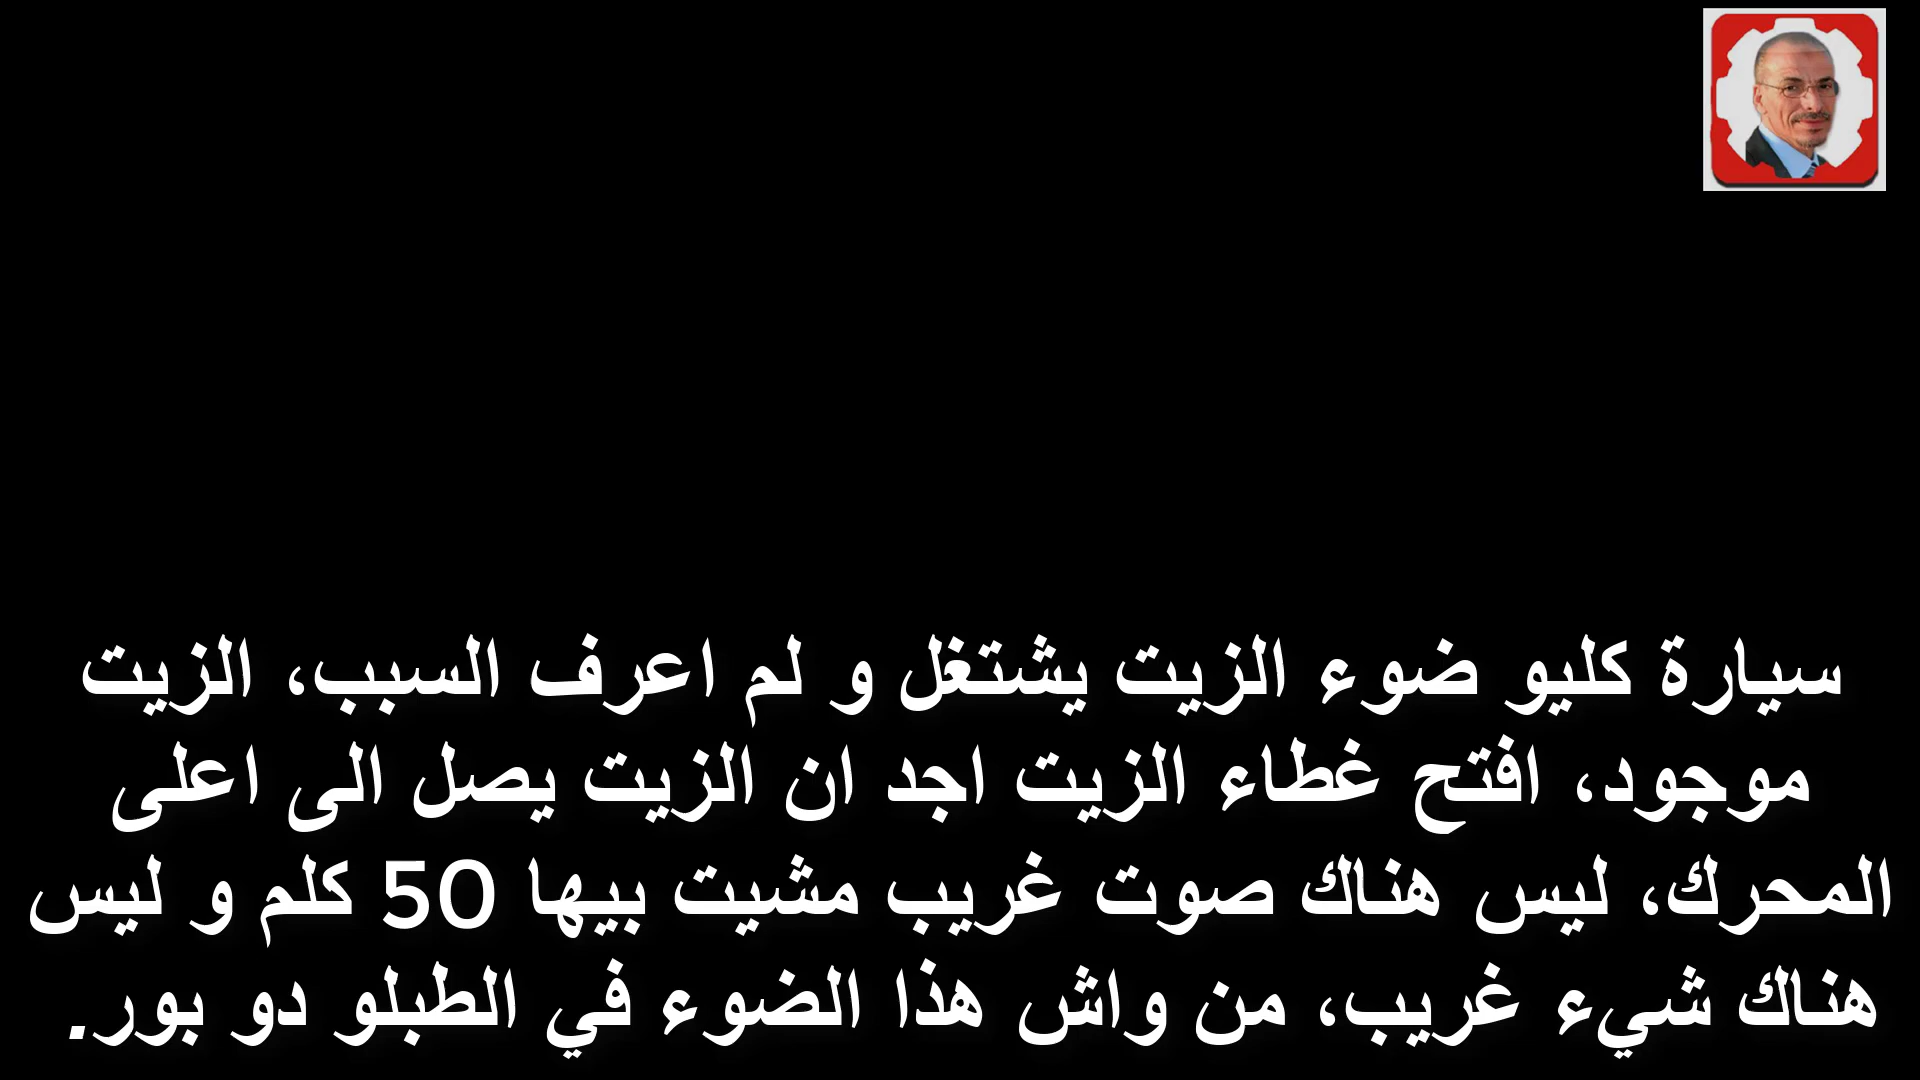 سيارة كليو ضوء الزيت يشتغل و لم اعرف السبب، الزيت
موجود، افتح غطاء الزيت اجد ان الزيت يصل الى اعلى
المحرك، ليس هناك صوت غريب مشيت بيها 50 كلم و ليس
هناك شيء غريب، من واش هذا الضوء في الطبلو دو بور.